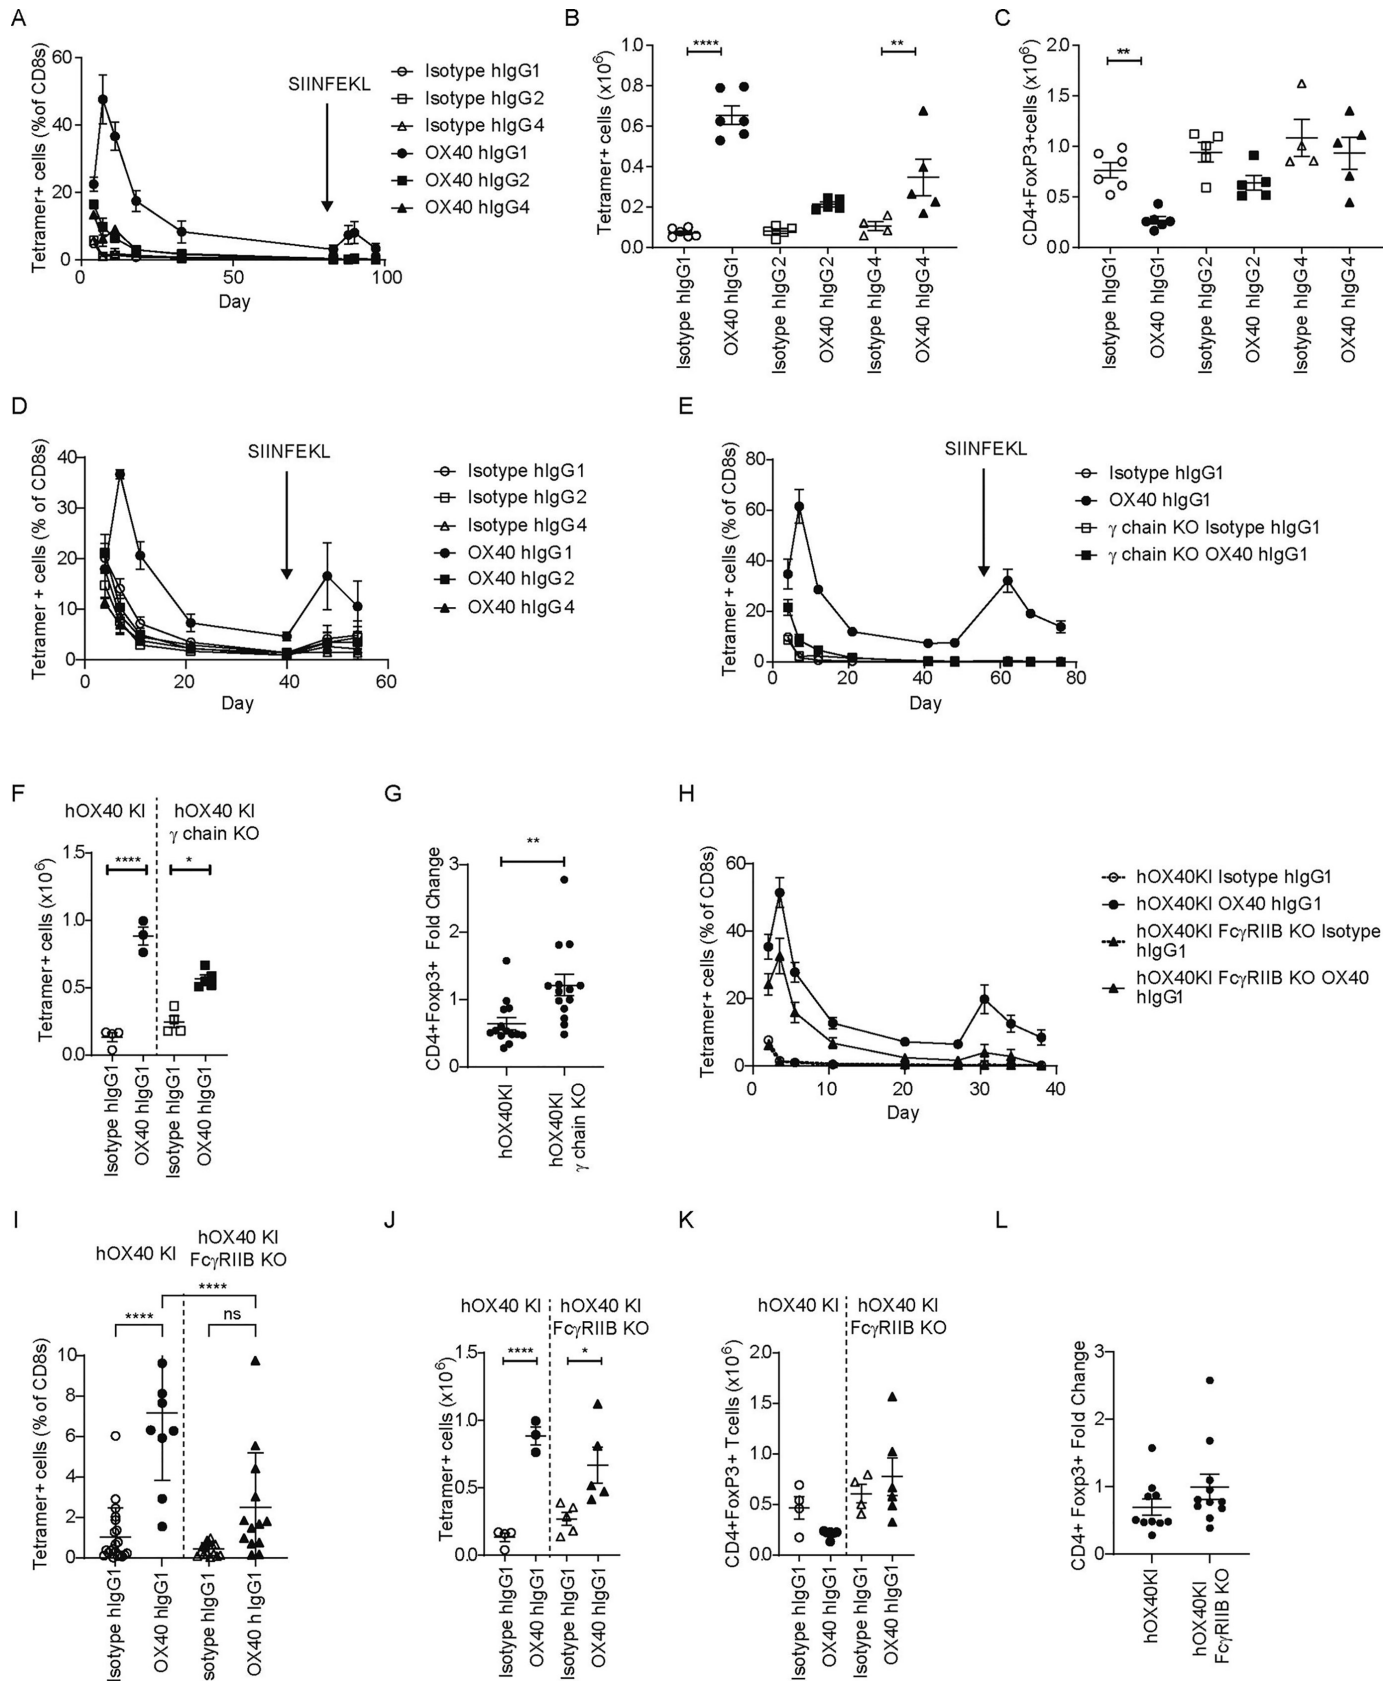 A
Tetramer+ cells (%of CD8s)
60
40
20
0
0
50
100
Day
SIINFEKL
Isotype hIgG1
Isotype hIgG2
Isotype hIgG4
OX40 hIgG1
OX40 hIgG2
OX40 hIgG4
B
Tetramer+ cells (x10⁶)
1.0
0.8
0.6
0.4
0.2
0.0
****
**
Isotype hIgG1
OX40 hIgG1
Isotype hIgG2
OX40 hIgG2
Isotype hIgG4
OX40 hIgG4
C
CD4+FoxP3+cells (x10⁶)
2.0
1.5
1.0
0.5
0.0
**
Isotype hIgG1
OX40 hIgG1
Isotype hIgG2
OX40 hIgG2
Isotype hIgG4
OX40 hIgG4
D
Tetramer + cells (% of CD8s)
40
30
20
10
0
0
20
40
60
Day
SIINFEKL
Isotype hIgG1
Isotype hIgG2
Isotype hIgG4
OX40 hIgG1
OX40 hIgG2
OX40 hIgG4
E
Tetramer + cells (% of CD8s)
80
60
40
20
0
0
20
40
60
80
Day
SIINFEKL
Isotype hIgG1
OX40 hIgG1
γ chain KO Isotype hIgG1
γ chain KO OX40 hIgG1
F
hOX40 KI
hOX40 KI
γ chain KO
Tetramer+ cells (x10⁶)
1.5
1.0
0.5
0.0
****
*
Isotype hIgG1
OX40 hIgG1
Isotype hIgG1
OX40 hIgG1
G
CD4+Foxp3+ Fold Change
3
2
1
0
**
hOX40KI
hOX40KI
γ chain KO
H
Tetramer+ cells (% of CD8s)
60
40
20
0
0
10
20
30
40
Day
hOX40KI Isotype hIgG1
hOX40KI OX40 hIgG1
hOX40KI FcγRIIB KO Isotype
hIgG1
hOX40KI FcγRIIB KO OX40
hIgG1
I
hOX40 KI
hOX40 KI
FcγRIIB KO
Tetramer+ cells (% of CD8s)
10
8
6
4
2
0
****
****
ns
Isotype hIgG1
OX40 hIgG1
sotype hIgG1
OX40 hIgG1
J
hOX40 KI
hOX40 KI
FcγRIIB KO
Tetramer+ cells (x10⁶)
1.5
1.0
0.5
0.0
****
*
Isotype hIgG1
OX40 hIgG1
Isotype hIgG1
OX40 hIgG1
K
hOX40 KI
hOX40 KI
FcγRIIB KO
CD4+FoxP3+ Tcells (x10⁶)
2.0
1.5
1.0
0.5
0.0
Isotype hIgG1
OX40 hIgG1
Isotype hIgG1
OX40 hIgG1
L
CD4+ Foxp3+ Fold Change
3
2
1
0
hOX40KI
hOX40KI
FcγRIIB KO